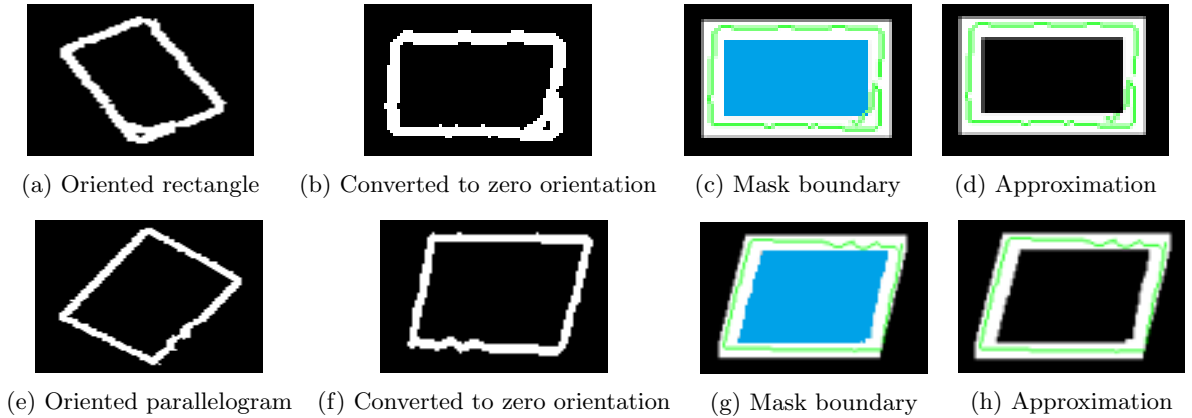 (a) Oriented rectangle (b) Converted to zero orientation (c) Mask boundary (d) Approximation
(e) Oriented parallelogram (f) Converted to zero orientation (g) Mask boundary (h) Approximation